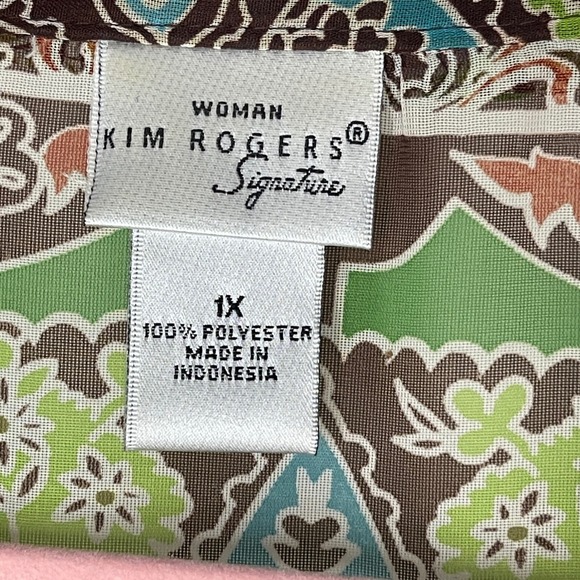 WOMAN
KIM ROGERS®
Signature
1X
100% POLYESTER
MADE IN
INDONESIA